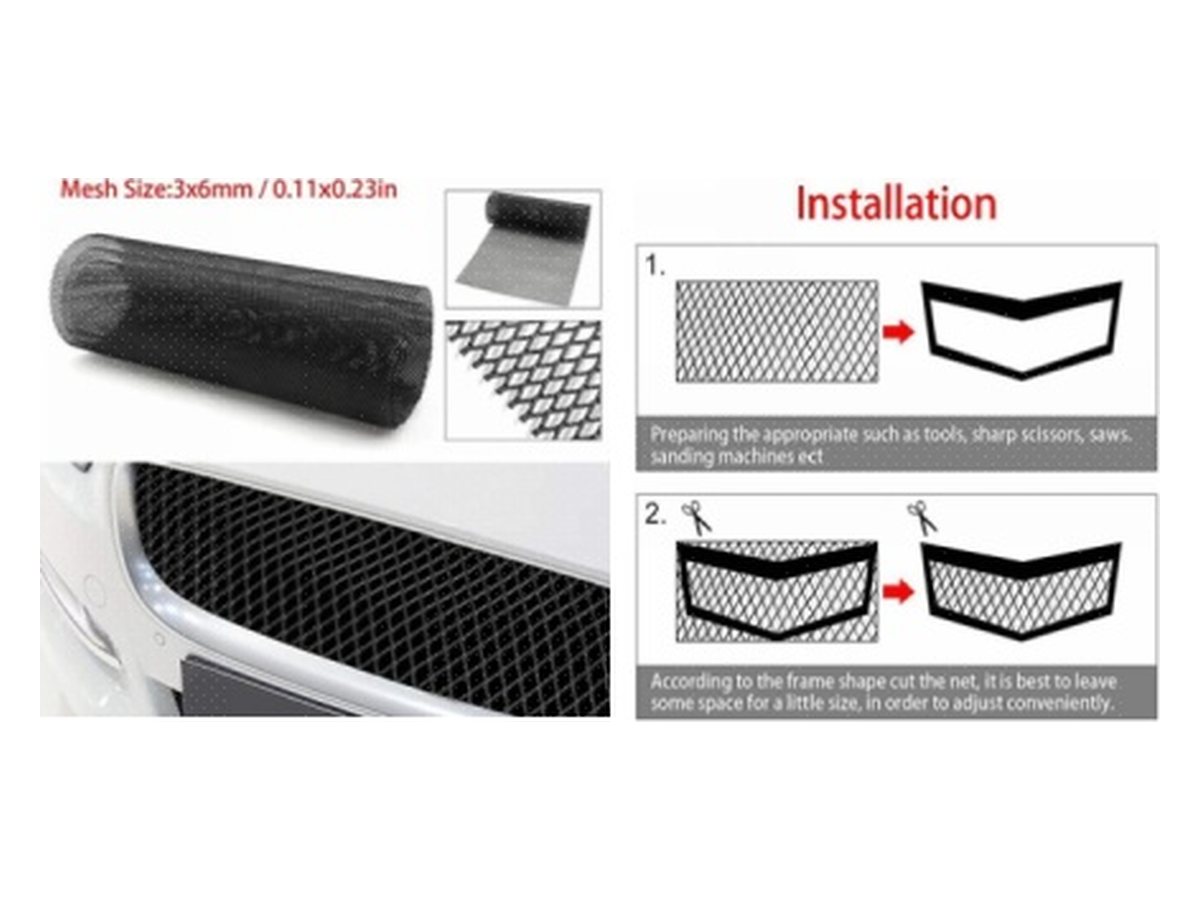 Mesh Size:3x6mm / 0.11x0.23in
Installation
1.
Preparing the appropriate such as tools, sharp scissors, saws.
sanding machines ect
2.
According to the frame shape cut the net, it is best to leave
some space for a little size, in order to adjust conveniently.